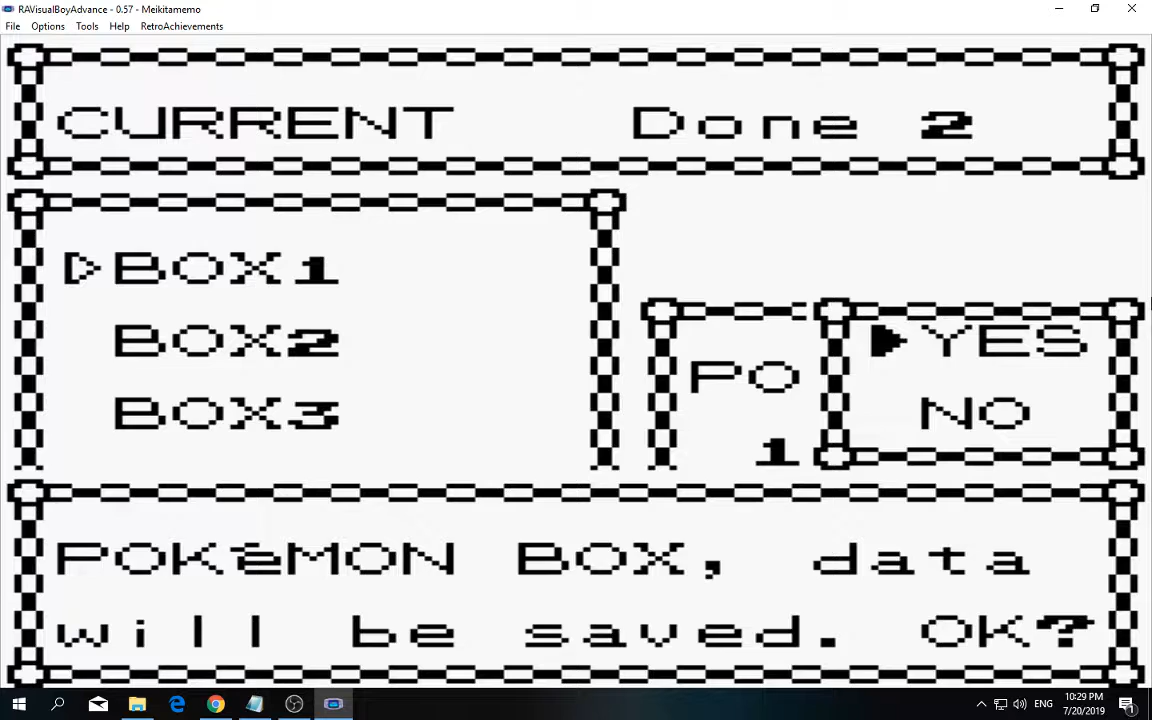 RAVisualBoyAdvance - 0.57 - Meikitamemo
File Options Tools Help RetroAchievements
CURRENT Done 2
BOX1
BOX2
BOX3
PO
1
YES
NO
POKéMON BOX, data
will be saved. OK?
ENG
10:29 PM
7/20/2019
1